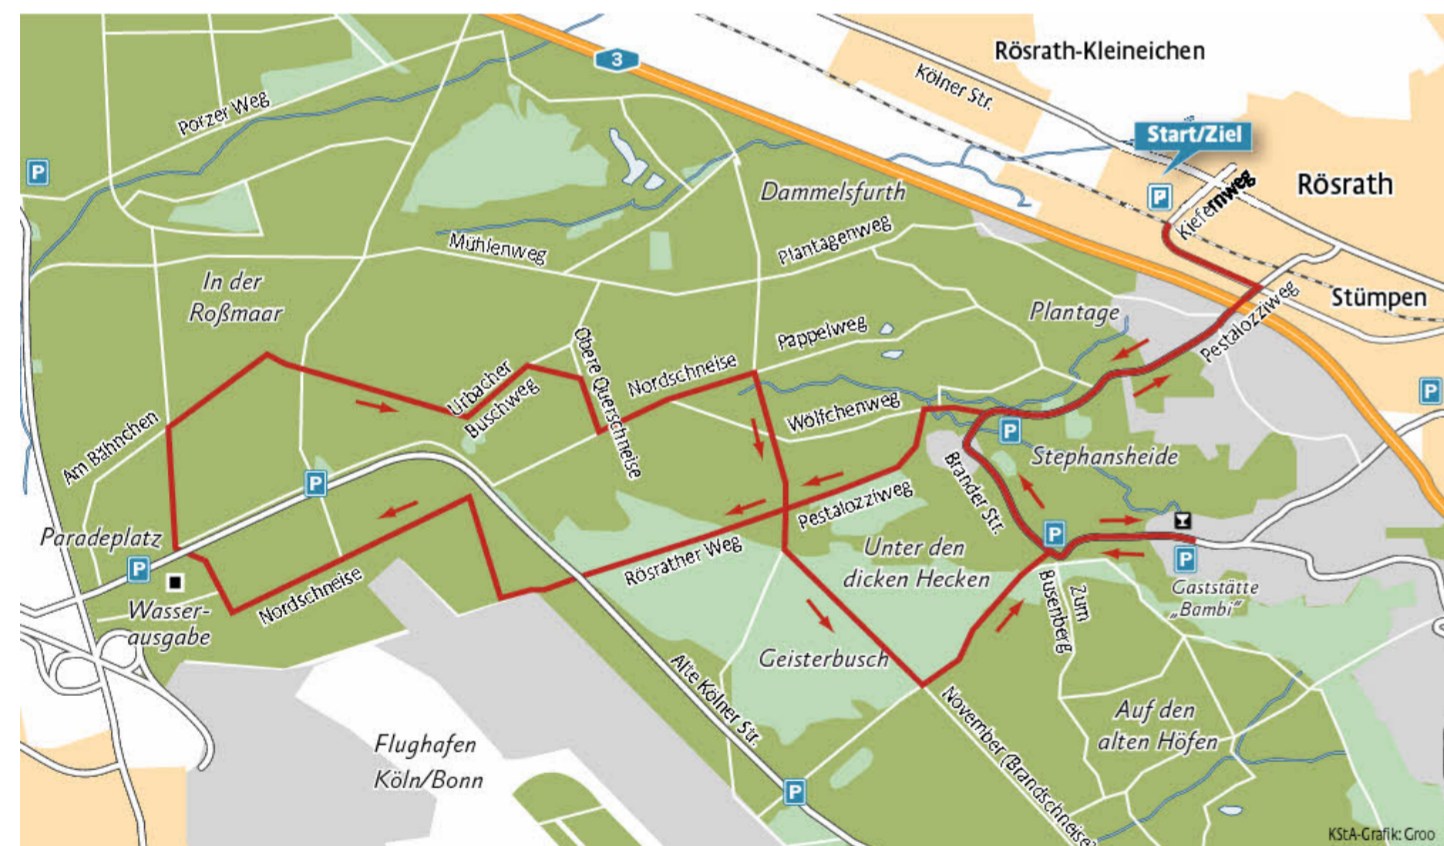 3
Rösrath-Kleineichen
Kölner Str.
Porzer Weg
Start/Ziel
P
P
Kiefernweg
Rösrath
Dammelsfurth
Plantagenweg
Mühlenweg
In der
Roßmaar
Plantage
Stümpen
Pestalozziweg
Pappelweg
Obere Querschneise
Nordschneise
Urbacher
Buschweg
Wölfchenweg
P
Am Bähnchen
P
Stephansheide
Brander Str.
P
Pestalozziweg
Paradeplatz
P
P
P
Rösrather Weg
Unter den
dicken Hecken
Gaststätte
„Bambi“
Nordschneise
Wasser-
ausgabe
Zum
Busenberg
Geisterbusch
Alte Kölner Str.
November (Brandschneise)
Auf den
alten Höfen
Flughafen
Köln/Bonn
P
KStA-Grafik: Groo